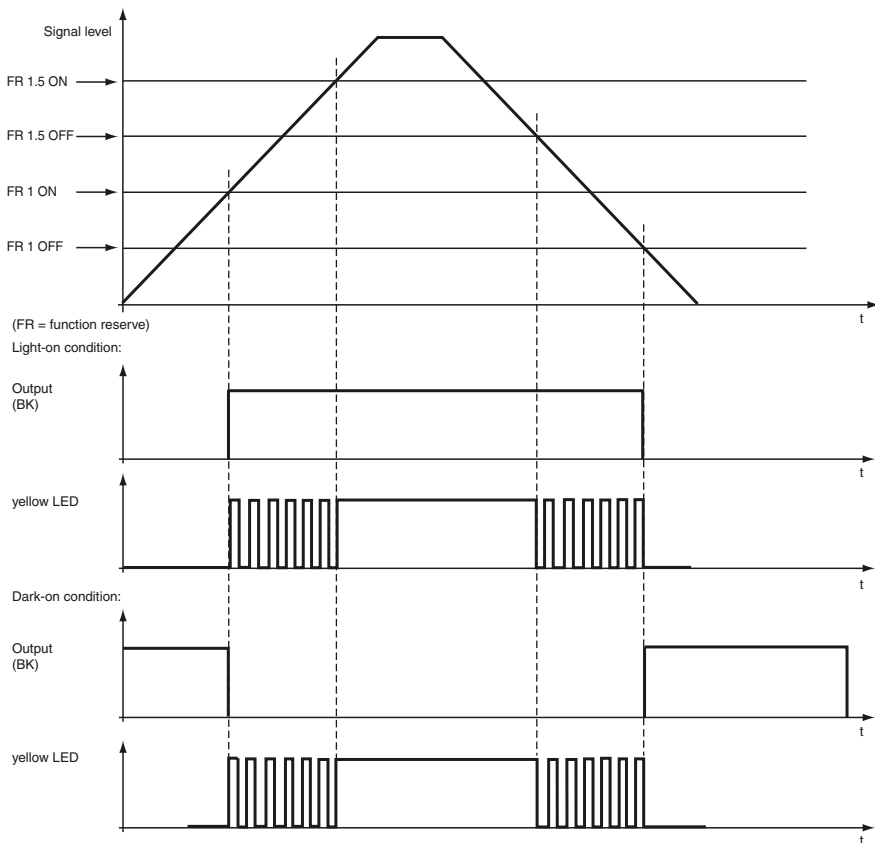 Signal level
FR 1.5 ON
FR 1.5 OFF
FR 1 ON
FR 1 OFF
t
(FR = function reserve)
Light-on condition:
Output
(BK)
t
yellow LED
t
Dark-on condition:
Output
(BK)
t
yellow LED
t